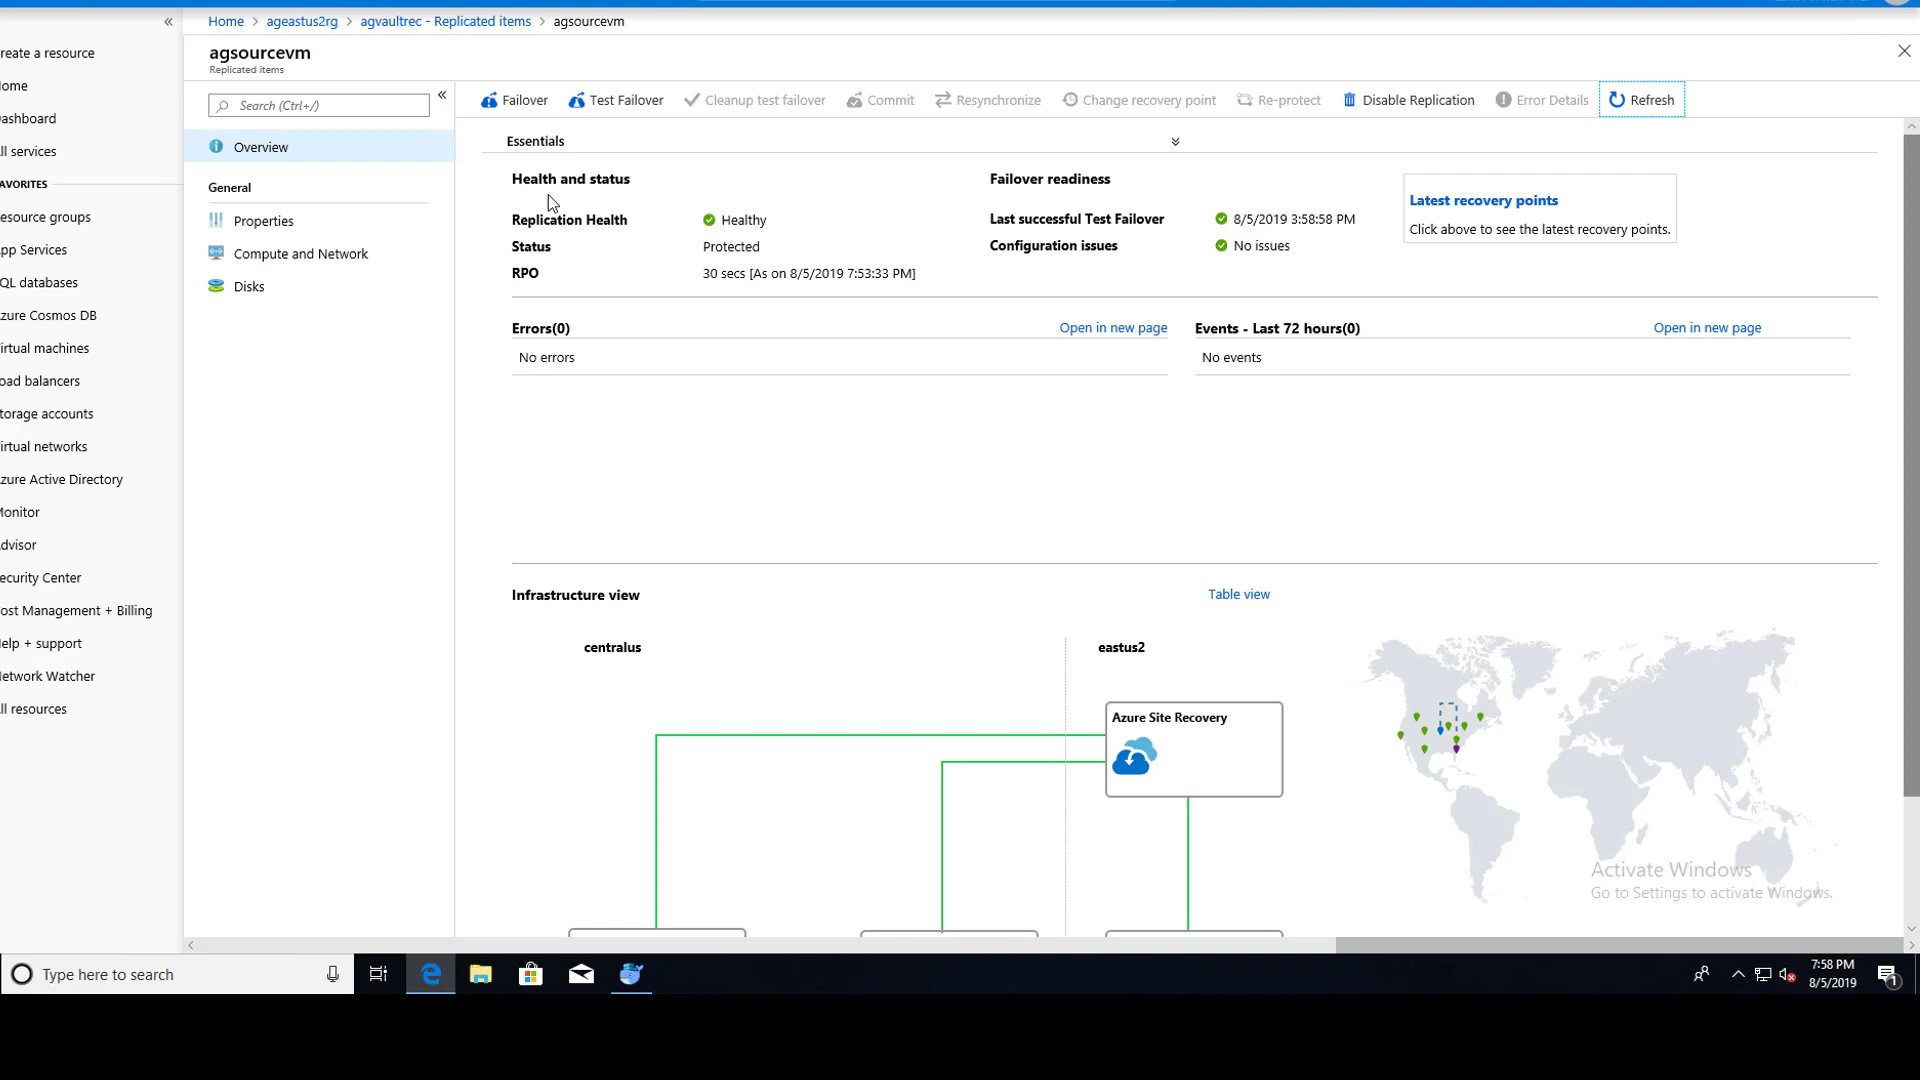 Home > ageastus2rg > agvaultrec - Replicated items > agsourcevm
agsourcevm
Replicated items
Search (Ctrl+/)
Overview
General
Properties
Compute and Network
Disks
reate a resource
ome
ashboard
ll services
AVORITES
esource groups
pp Services
QL databases
zure Cosmos DB
irtual machines
oad balancers
torage accounts
irtual networks
zure Active Directory
onitor
dvisor
ecurity Center
ost Management + Billing
elp + support
etwork Watcher
ll resources
Failover Test Failover Cleanup test failover Commit Resynchronize Change recovery point Re-protect Disable Replication Error Details Refresh
Essentials
Health and status
Replication Health Healthy
Status Protected
RPO 30 secs [As on 8/5/2019 7:53:33 PM]
Failover readiness
Last successful Test Failover 8/5/2019 3:58:58 PM
Configuration issues No issues
Latest recovery points
Click above to see the latest recovery points.
Errors(0) Open in new page
No errors
Events - Last 72 hours(0) Open in new page
No events
Infrastructure view Table view
centralus eastus2
Azure Site Recovery
Activate Windows
Go to Settings to activate Windows.
Type here to search
7:58 PM
8/5/2019
1